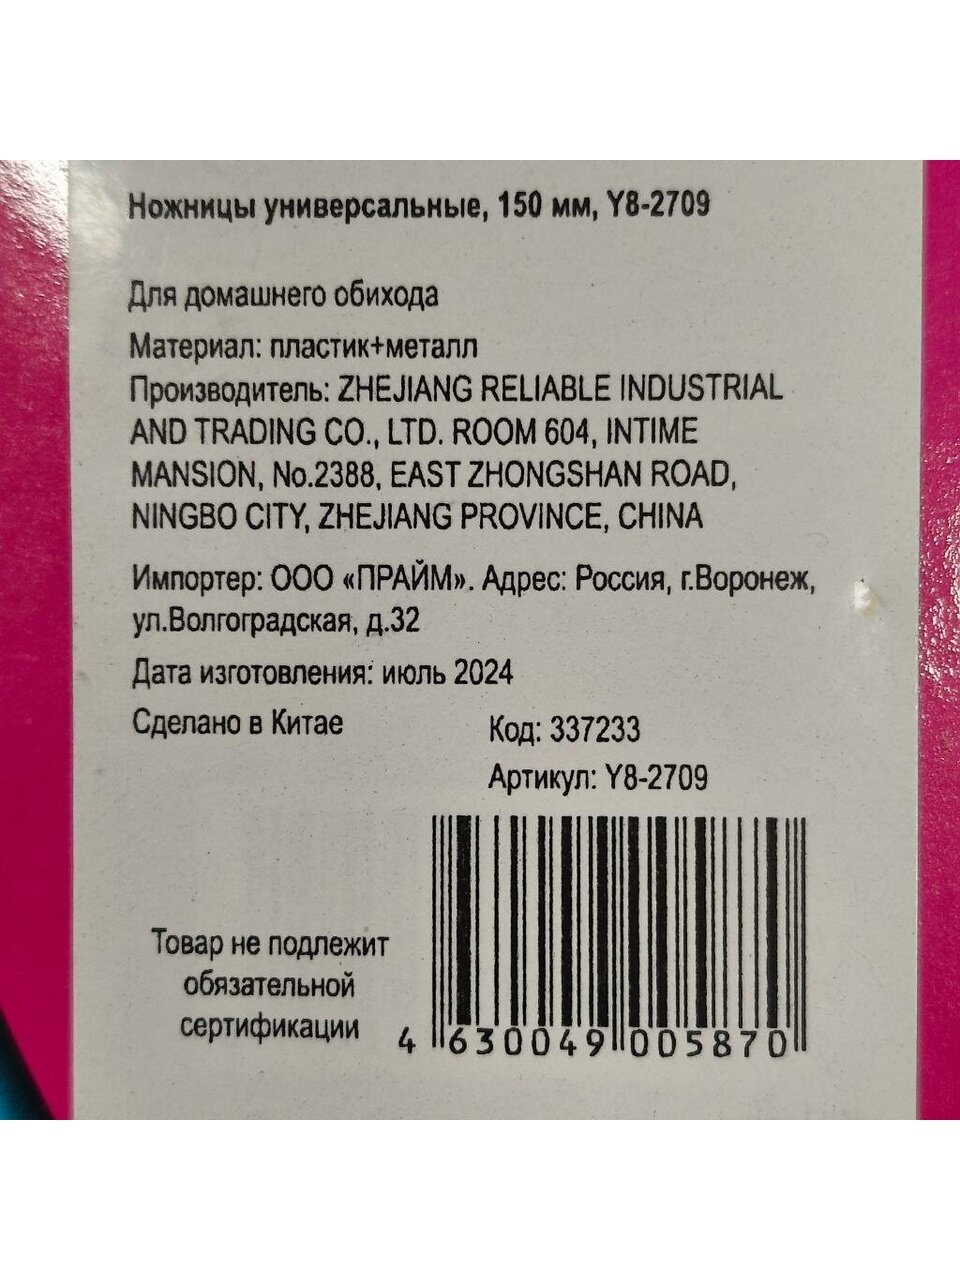 Ножницы универсальные, 150 мм, Y8-2709
Для домашнего обихода
Материал: пластик+металл
Производитель: ZHEJIANG RELIABLE INDUSTRIAL
AND TRADING CO., LTD. ROOM 604, INTIME
MANSION, No.2388, EAST ZHONGSHAN ROAD,
NINGBO CITY, ZHEJIANG PROVINCE, CHINA
Импортер: ООО «ПРАЙМ». Адрес: Россия, г.Воронеж,
ул.Волгоградская, д.32
Дата изготовления: июль 2024
Сделано в Китае
Код: 337233
Артикул: Y8-2709
Товар не подлежит
обязательной
сертификации
4 630049 005870